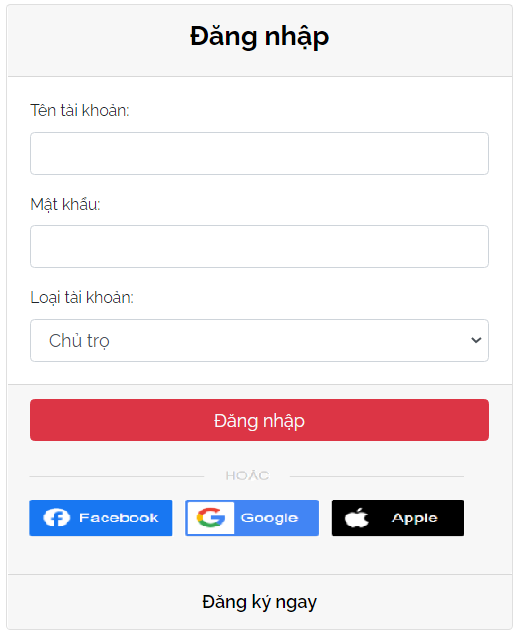 Đăng nhập
Tên tài khoản:
Mật khẩu:
Loại tài khoản:
Chủ trọ
Đăng nhập
HOẶC
Facebook Google Apple
Đăng ký ngay